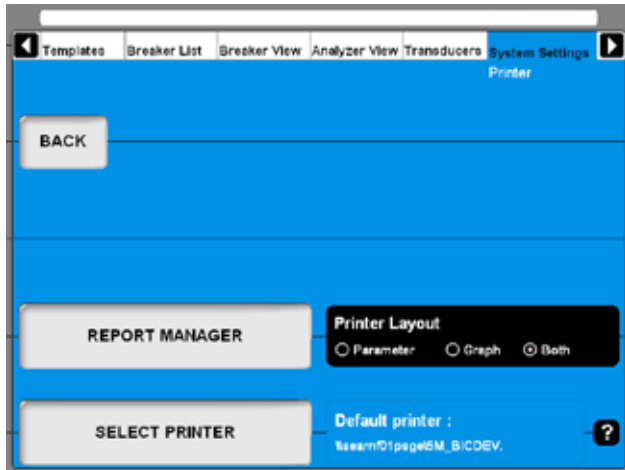 Templates Breaker List Breaker View Analyzer View Transducers System Settings
Printer
BACK
REPORT MANAGER
Printer Layout
Parameter Graph Both
SELECT PRINTER
Default printer :
?